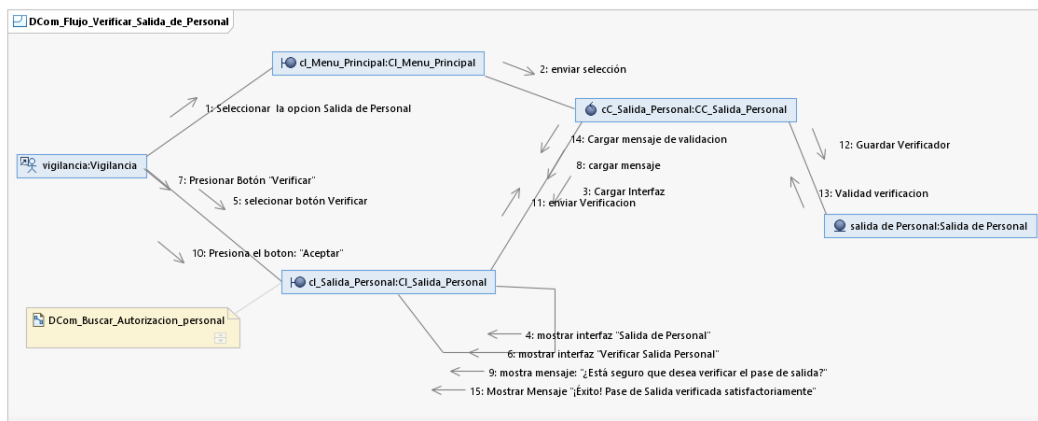 DCom_Flujo_Verificar_Salida_de_Personal
cI_Menu_Principal:CI_Menu_Principal
2: enviar selección
1: Seleccionar la opcion Salida de Personal
cC_Salida_Personal:CC_Salida_Personal
14: Cargar mensaje de validacion
12: Guardar Verificador
vigilancia:Vigilancia
8: cargar mensaje
7: Presionar Botón "Verificar"
3: Cargar Interfaz
13: Validad verificacion
5: selecionar botón Verificar
11: enviar Verificacion
salida de Personal:Salida de Personal
10: Presiona el boton: "Aceptar"
cI_Salida_Personal:CI_Salida_Personal
DCom_Buscar_Autorizacion_personal
4: mostrar interfaz "Salida de Personal"
6: mostrar interfaz "Verificar Salida Personal"
9: mostra mensaje: "¿Está seguro que desea verificar el pase de salida?"
15: Mostrar Mensaje "¡Éxito! Pase de Salida verificada satisfactoriamente"